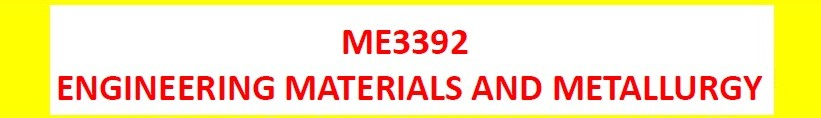 ME3392
ENGINEERING MATERIALS AND METALLURGY